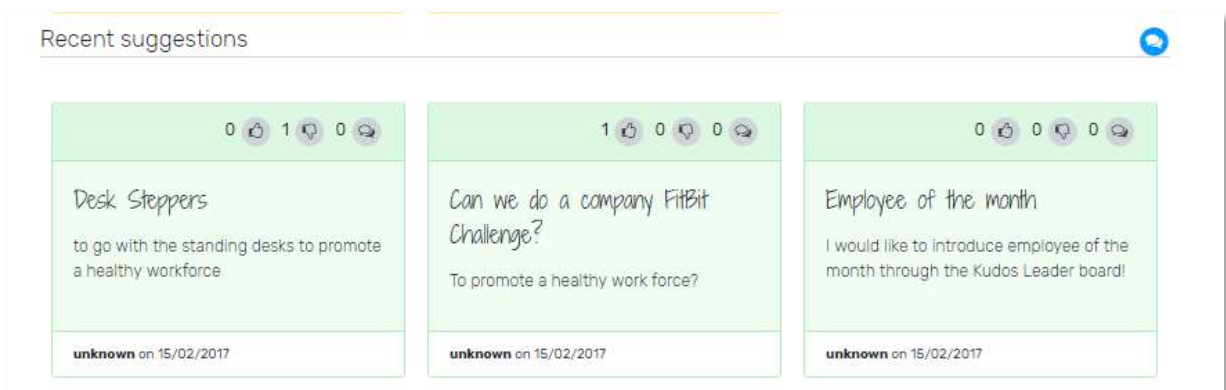 Recent suggestions
0 1 0
Desk Steppers
to go with the standing desks to promote
a healthy workforce
unknown on 15/02/2017
1 0 0
Can we do a company FitBit
Challenge?
To promote a healthy work force?
unknown on 15/02/2017
0 0 0
Employee of the month
I would like to introduce employee of the
month through the Kudos Leader board!
unknown on 15/02/2017